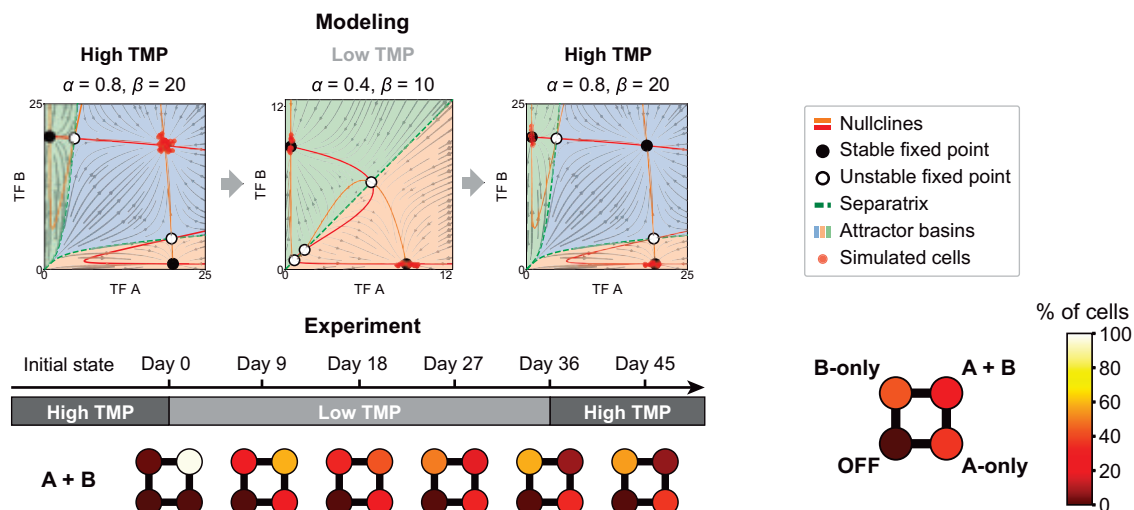 Modeling
High TMP
Low TMP
High TMP
α = 0.8, β = 20
α = 0.4, β = 10
α = 0.8, β = 20
25
TF B
0
0
TF A
25
12
TF B
0
0
TF A
12
25
TF B
0
0
TF A
25
Nullclines
Stable fixed point
Unstable fixed point
Separatrix
Attractor basins
Simulated cells
Experiment
Initial state
Day 0
Day 9
Day 18
Day 27
Day 36
Day 45
High TMP
Low TMP
High TMP
A + B
B-only
A + B
OFF
A-only
% of cells
100
80
60
40
20
0